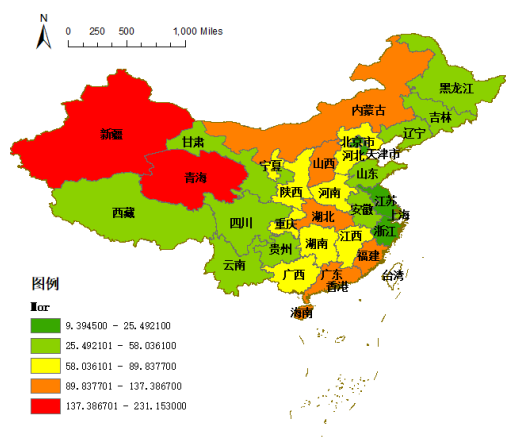 N
0 250 500 1,000 Miles
黑龙江
内蒙古
吉林
新疆
辽宁
北京市
甘肃
河北 天津市
宁夏
山西
青海
山东
陕西
河南
江苏
西藏
安徽
上海
四川
湖北
重庆
浙江
江西
湖南
贵州
福建
云南
广西
广东
台湾
香港
海南
图例
Mor
9.394500 - 25.492100
25.492101 - 58.036100
58.036101 - 89.837700
89.837701 - 137.386700
137.386701 - 231.153000